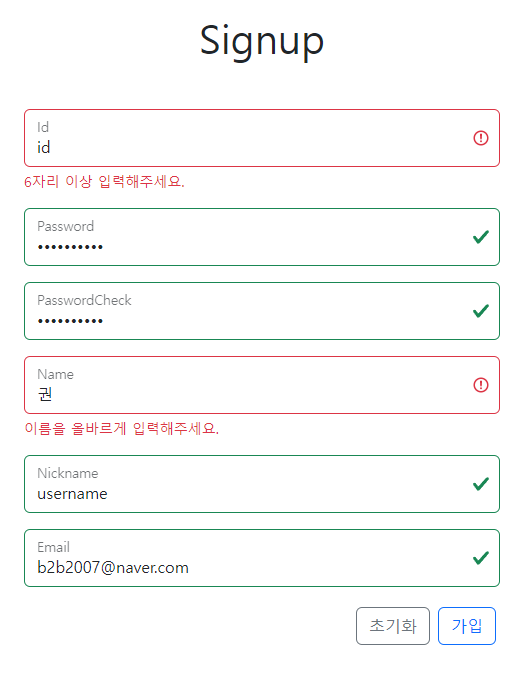 Signup
Id
id
6자리 이상 입력해주세요.
Password
••••••••••
PasswordCheck
••••••••••
Name
권
이름을 올바르게 입력해주세요.
Nickname
username
Email
b2b2007@naver.com
초기화 가입